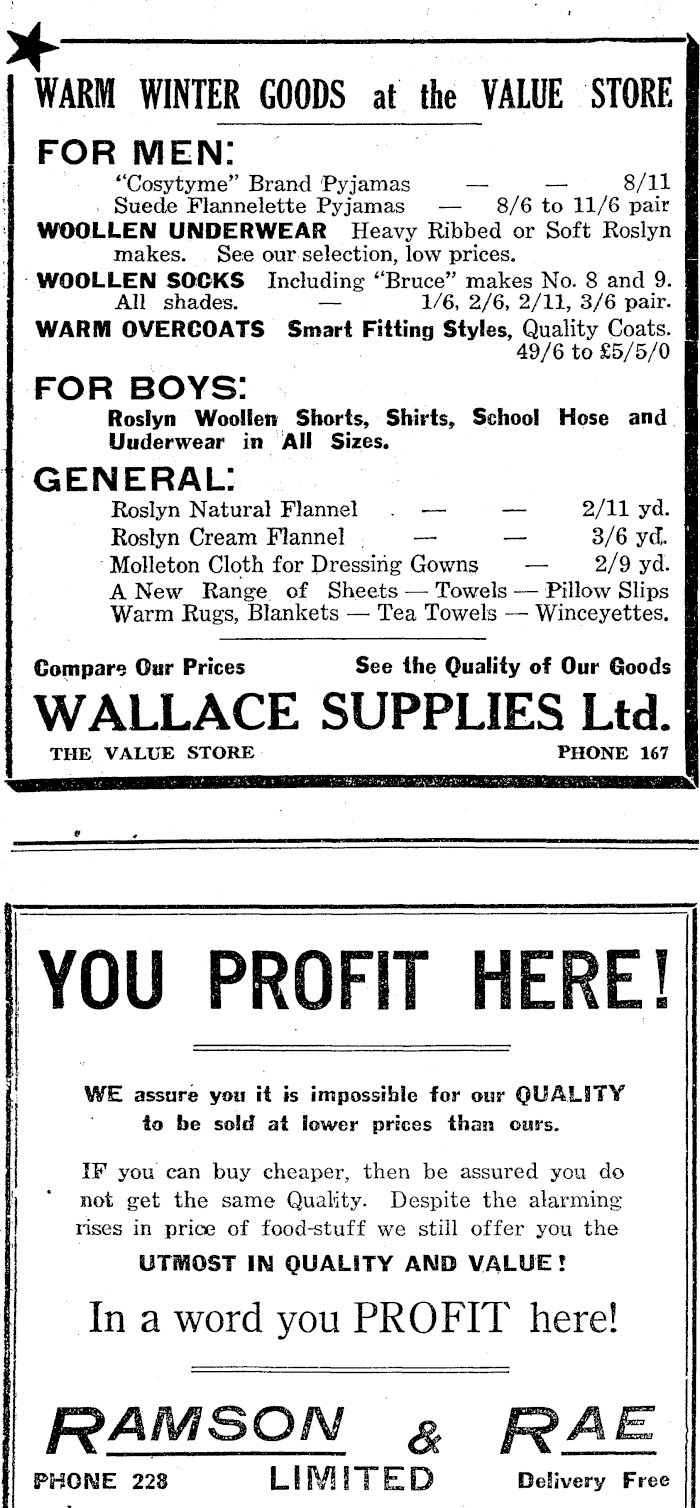 WARM WINTER GOODS at the VALUE STORE
FOR MEN:
"Cosytyme" Brand Pyjamas — — 8/11
Suede Flannelette Pyjamas — 8/6 to 11/6 pair
WOOLLEN UNDERWEAR Heavy Ribbed or Soft Roslyn
makes. See our selection, low prices.
WOOLLEN SOCKS Including "Bruce" makes No. 8 and 9.
All shades. — 1/6, 2/6, 2/11, 3/6 pair.
WARM OVERCOATS Smart Fitting Styles, Quality Coats.
49/6 to £5/5/0
FOR BOYS:
Roslyn Woollen Shorts, Shirts, School Hose and
Uuderwear in All Sizes.
GENERAL:
Roslyn Natural Flannel — — 2/11 yd.
Roslyn Cream Flannel — — 3/6 yd.
Molleton Cloth for Dressing Gowns — 2/9 yd.
A New Range of Sheets — Towels — Pillow Slips
Warm Rugs, Blankets — Tea Towels — Winceyettes.
Compare Our Prices See the Quality of Our Goods
WALLACE SUPPLIES Ltd.
THE VALUE STORE PHONE 167
YOU PROFIT HERE!
WE assure you it is impossible for our QUALITY
to be sold at lower prices than ours.
IF you can buy cheaper, then be assured you do
not get the same Quality. Despite the alarming
rises in price of food-stuff we still offer you the
UTMOST IN QUALITY AND VALUE!
In a word you PROFIT here!
RAMSON & RAE
PHONE 228 LIMITED Delivery Free